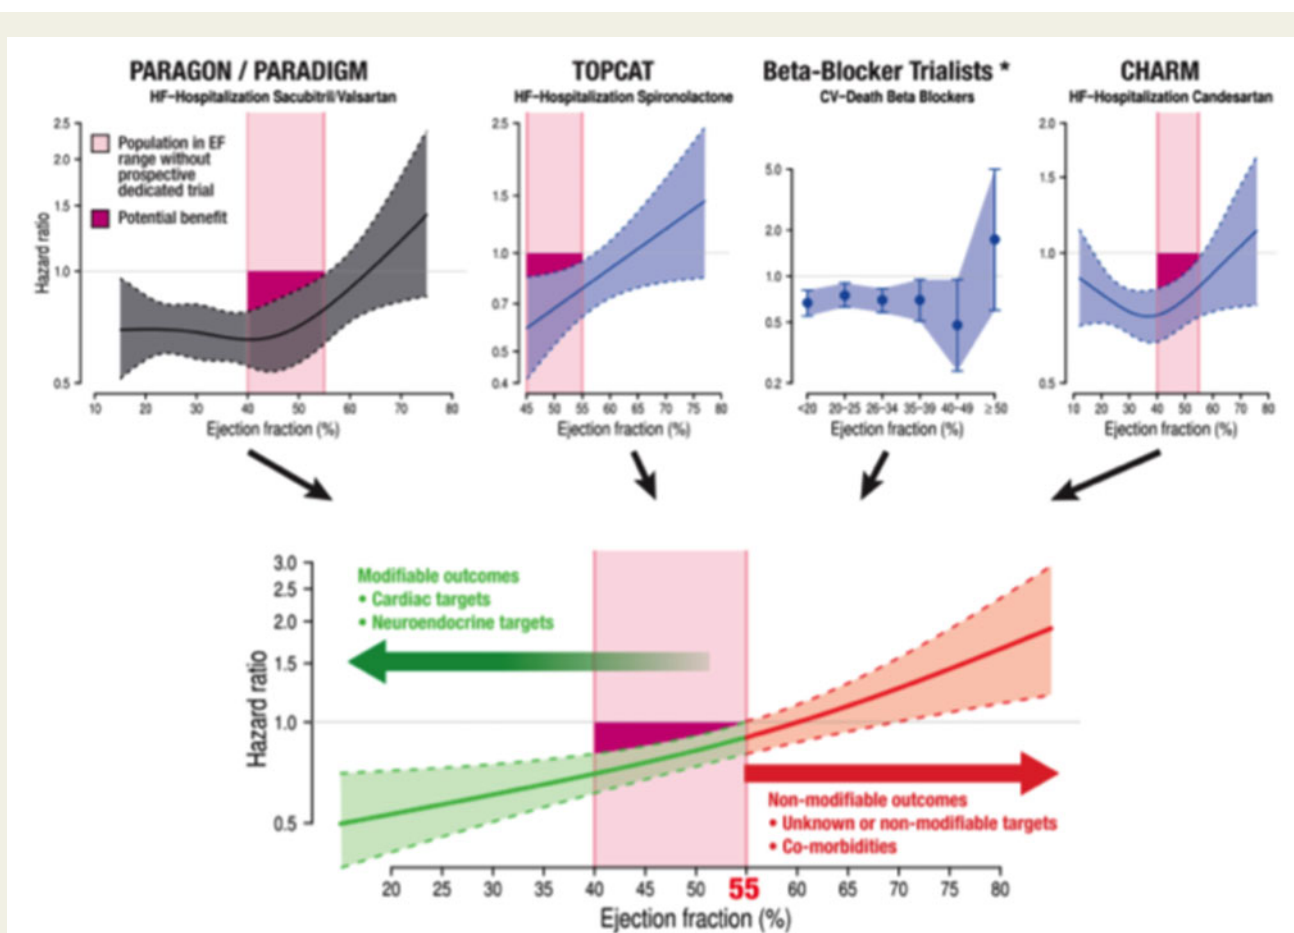 PARAGON / PARADIGM
HF-Hospitalization Sacubitril/Valsartan
2.5
2.0
1.5
1.0
0.5
Hazard ratio
Population in EF
range without
prospective
dedicated trial
Potential benefit
10 20 30 40 50 60 70 80
Ejection fraction (%)
TOPCAT
HF-Hospitalization Spironolactone
2.5
1.5
1.0
0.7
0.5
0.4
45 50 55 60 65 70 75 80
Ejection fraction (%)
Beta-Blocker Trialists *
CV-Death Beta Blockers
5.0
2.0
1.0
0.5
0.2
<20 20-25 26-34 35-39 40-49 ≥50
Ejection fraction (%)
CHARM
HF-Hospitalization Candesartan
2.0
1.5
1.0
0.5
10 20 30 40 50 60 70 80
Ejection fraction (%)
3.0
2.5
2.0
1.5
1.0
0.5
Hazard ratio
Modifiable outcomes
• Cardiac targets
• Neuroendocrine targets
Non-modifiable outcomes
• Unknown or non-modifiable targets
• Co-morbidities
20 25 30 35 40 45 50 55 60 65 70 75 80
Ejection fraction (%)